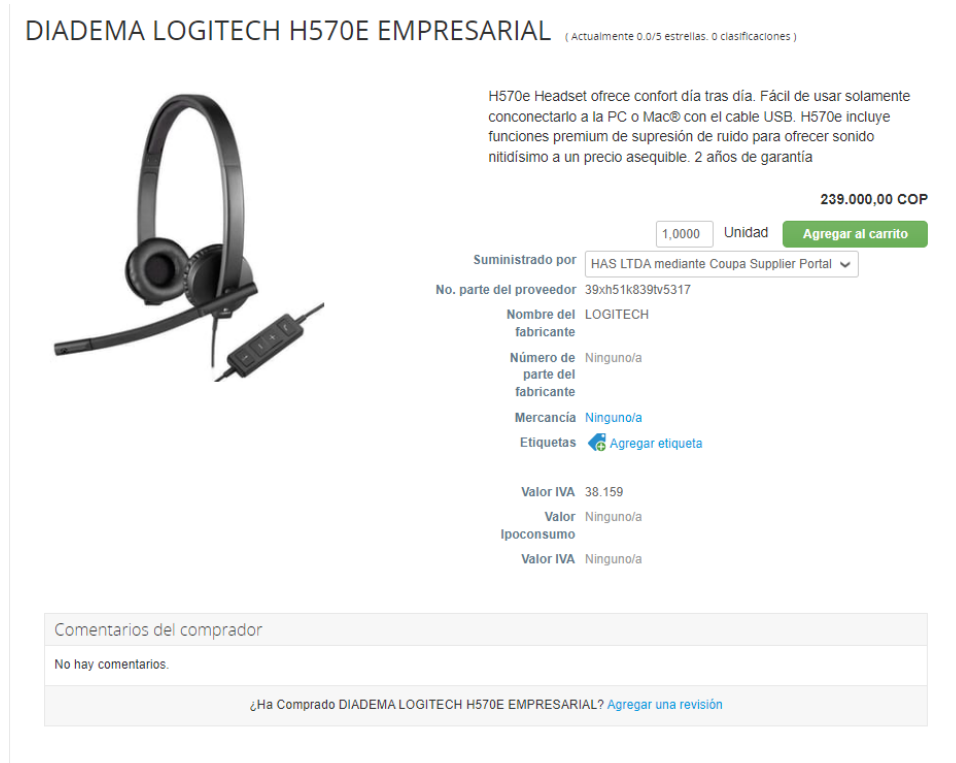 DIADEMA LOGITECH H570E EMPRESARIAL ( Actualmente 0.0/5 estrellas. 0 clasificaciones )
H570e Headset ofrece confort día tras día. Fácil de usar solamente
conconectarlo a la PC o Mac® con el cable USB. H570e incluye
funciones premium de supresión de ruido para ofrecer sonido
nitidísimo a un precio asequible. 2 años de garantía
239.000,00 COP
1,0000 Unidad Agregar al carrito
Suministrado por HAS LTDA mediante Coupa Supplier Portal
No. parte del proveedor 39xh51k839tv5317
Nombre del LOGITECH
fabricante
Número de Ninguno/a
parte del
fabricante
Mercancía Ninguno/a
Etiquetas Agregar etiqueta
Valor IVA 38.159
Valor Ninguno/a
Ipoconsumo
Valor IVA Ninguno/a
Comentarios del comprador
No hay comentarios.
¿Ha Comprado DIADEMA LOGITECH H570E EMPRESARIAL? Agregar una revisión